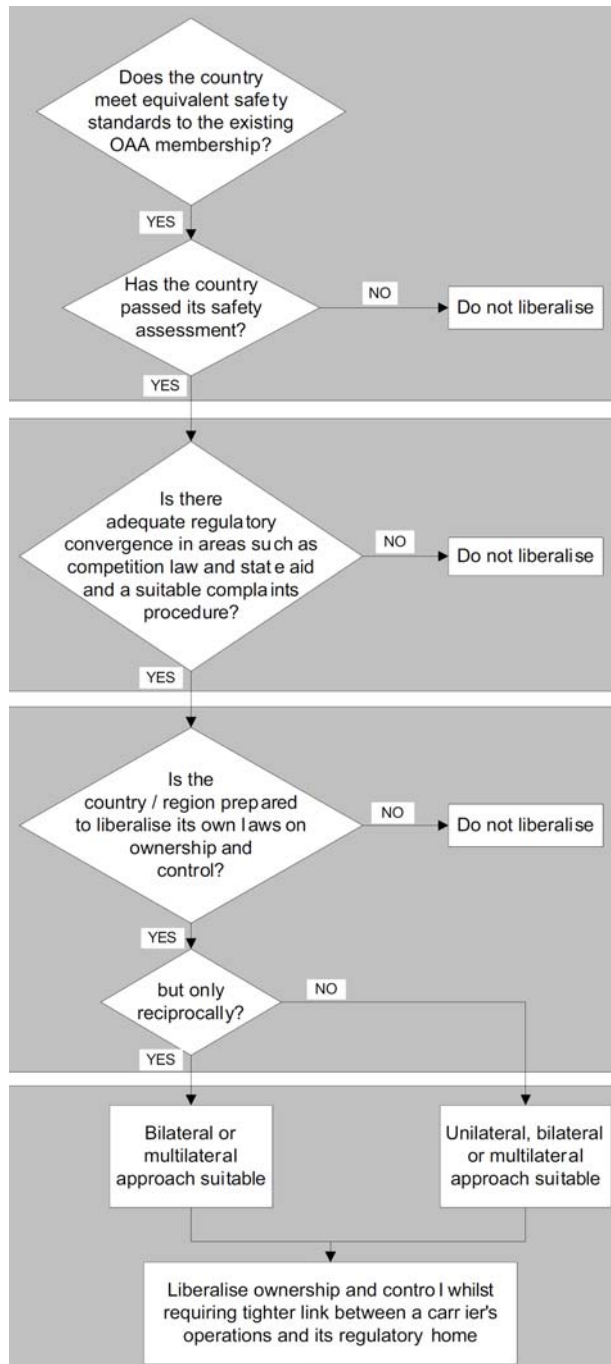 Does the country
meet equivalent safety
standards to the existing
OAA membership?
YES
Has the country
passed its safety
assessment?
NO
Do not liberalise
YES
Is there
adequate regulatory
convergence in areas such as
competition law and state aid
and a suitable complaints
procedure?
NO
Do not liberalise
YES
Is the
country / region prepared
to liberalise its own laws on
ownership and
control?
NO
Do not liberalise
YES
but only
reciprocally?
NO
YES
Bilateral or
multilateral
approach suitable
Unilateral, bilateral
or multilateral
approach suitable
Liberalise ownership and control whilst
requiring tighter link between a carrier's
operations and its regulatory home